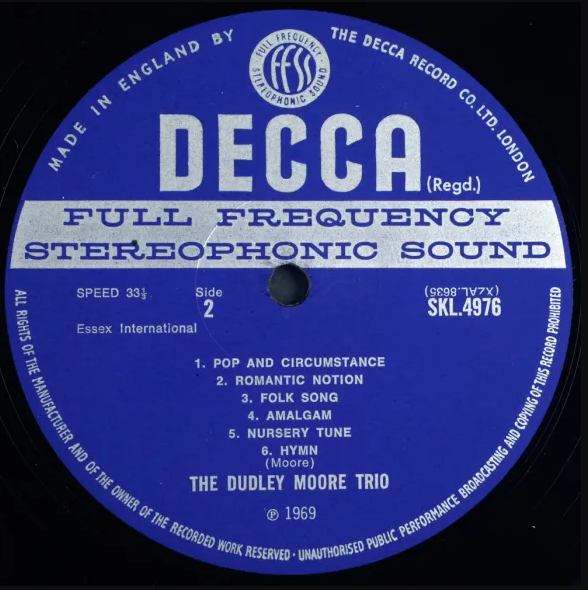 MADE IN ENGLAND BY
THE DECCA RECORD CO. LTD. LONDON
FULL FREQUENCY
ffss
STEREOPHONIC SOUND
DECCA
(Regd.)
FULL FREQUENCY
STEREOPHONIC SOUND
SPEED 33⅓
Side
2
(XZAL.8635)
SKL.4976
Essex International
1. POP AND CIRCUMSTANCE
2. ROMANTIC NOTION
3. FOLK SONG
4. AMALGAM
5. NURSERY TUNE
6. HYMN
(Moore)
THE DUDLEY MOORE TRIO
℗ 1969
ALL RIGHTS OF THE MANUFACTURER AND OF THE OWNER OF THE RECORDED WORK RESERVED · UNAUTHORISED PUBLIC PERFORMANCE BROADCASTING AND COPYING OF THIS RECORD PROHIBITED